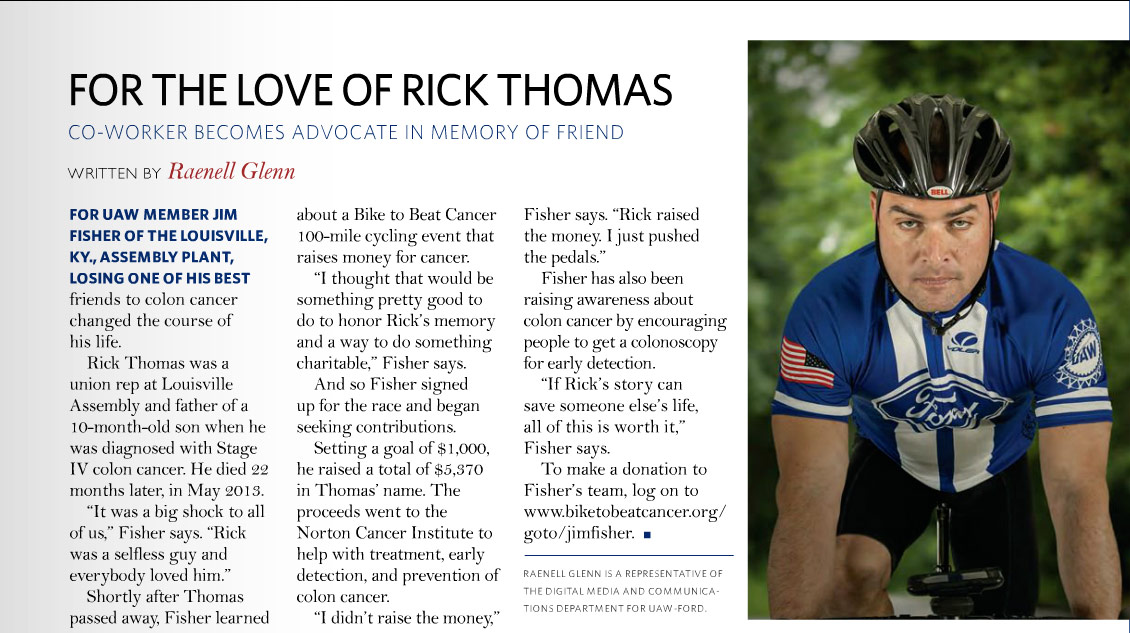 FOR THE LOVE OF RICK THOMAS
CO-WORKER BECOMES ADVOCATE IN MEMORY OF FRIEND
WRITTEN BY Raenell Glenn
FOR UAW MEMBER JIM
FISHER OF THE LOUISVILLE,
KY., ASSEMBLY PLANT,
LOSING ONE OF HIS BEST
friends to colon cancer
changed the course of
his life.
Rick Thomas was a
union rep at Louisville
Assembly and father of a
10-month-old son when he
was diagnosed with Stage
IV colon cancer. He died 22
months later, in May 2013.
“It was a big shock to all
of us,” Fisher says. “Rick
was a selfless guy and
everybody loved him.”
Shortly after Thomas
passed away, Fisher learned
about a Bike to Beat Cancer
100-mile cycling event that
raises money for cancer.
“I thought that would be
something pretty good to
do to honor Rick’s memory
and a way to do something
charitable,” Fisher says.
And so Fisher signed
up for the race and began
seeking contributions.
Setting a goal of $1,000,
he raised a total of $5,370
in Thomas’ name. The
proceeds went to the
Norton Cancer Institute to
help with treatment, early
detection, and prevention of
colon cancer.
“I didn’t raise the money,”
Fisher says. “Rick raised
the money. I just pushed
the pedals.”
Fisher has also been
raising awareness about
colon cancer by encouraging
people to get a colonoscopy
for early detection.
“If Rick’s story can
save someone else’s life,
all of this is worth it,”
Fisher says.
To make a donation to
Fisher’s team, log on to
www.biketobeatcancer.org/
goto/jimfisher.
RAENELL GLENN IS A REPRESENTATIVE OF
THE DIGITAL MEDIA AND COMMUNICA-
TIONS DEPARTMENT FOR UAW-FORD.
BELL
VOLER
UAW
Ford